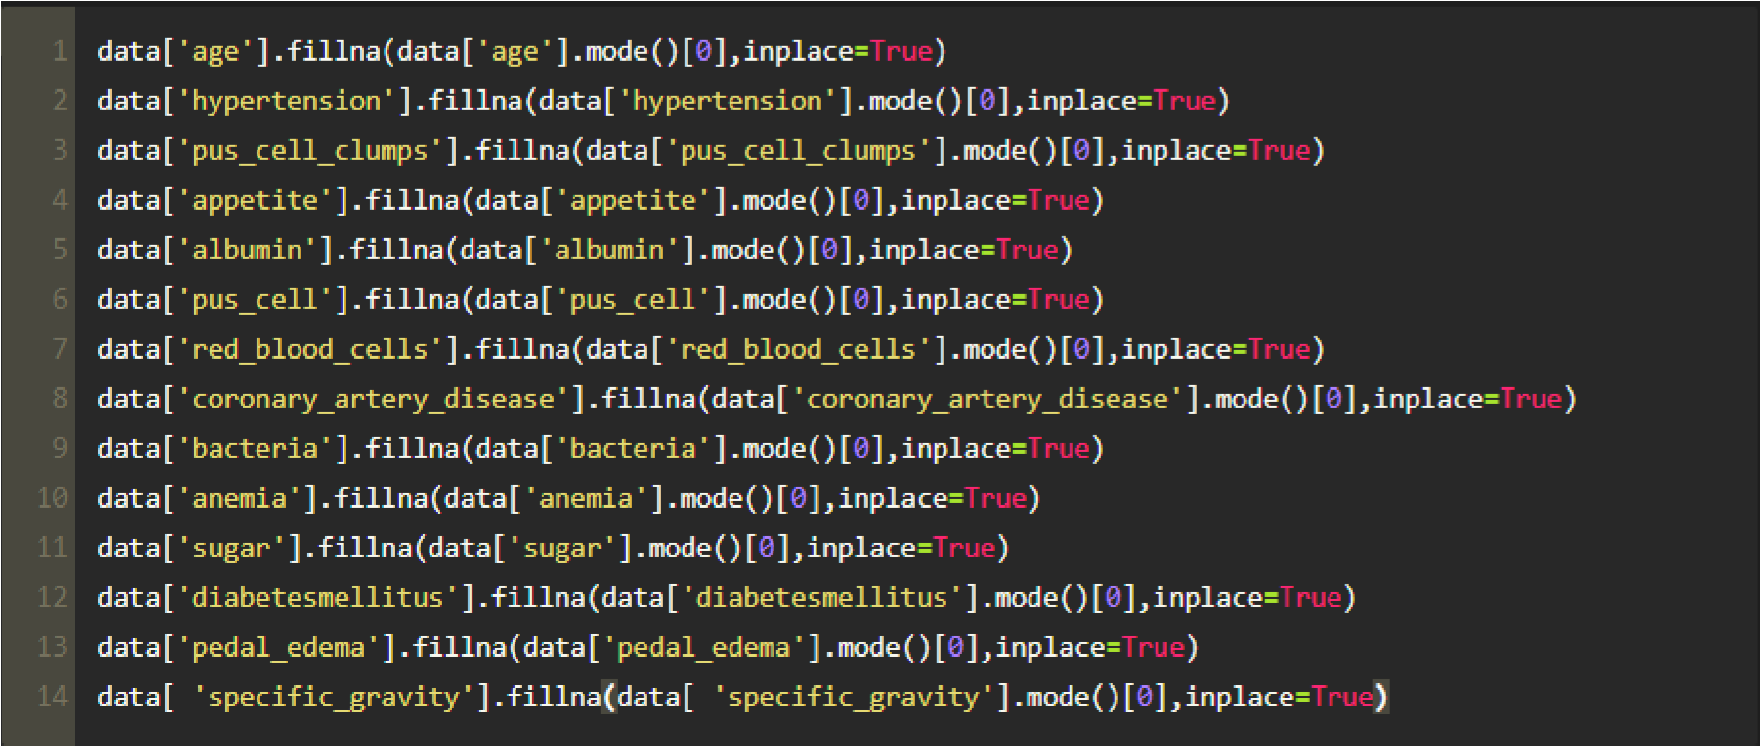 1 data['age'].fillna(data['age'].mode()[0],inplace=True)
2 data['hypertension'].fillna(data['hypertension'].mode()[0],inplace=True)
3 data['pus_cell_clumps'].fillna(data['pus_cell_clumps'].mode()[0],inplace=True)
4 data['appetite'].fillna(data['appetite'].mode()[0],inplace=True)
5 data['albumin'].fillna(data['albumin'].mode()[0],inplace=True)
6 data['pus_cell'].fillna(data['pus_cell'].mode()[0],inplace=True)
7 data['red_blood_cells'].fillna(data['red_blood_cells'].mode()[0],inplace=True)
8 data['coronary_artery_disease'].fillna(data['coronary_artery_disease'].mode()[0],inplace=True)
9 data['bacteria'].fillna(data['bacteria'].mode()[0],inplace=True)
10 data['anemia'].fillna(data['anemia'].mode()[0],inplace=True)
11 data['sugar'].fillna(data['sugar'].mode()[0],inplace=True)
12 data['diabetesmellitus'].fillna(data['diabetesmellitus'].mode()[0],inplace=True)
13 data['pedal_edema'].fillna(data['pedal_edema'].mode()[0],inplace=True)
14 data[ 'specific_gravity'].fillna(data[ 'specific_gravity'].mode()[0],inplace=True)